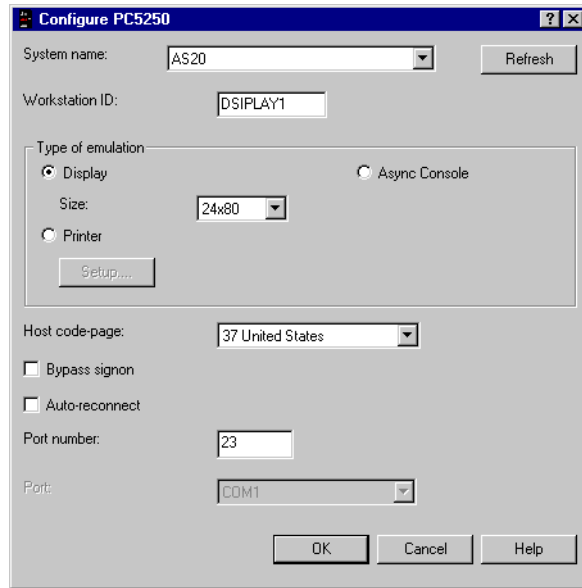 Configure PC5250
System name: AS20 Refresh
Workstation ID: DSIPLAY1
Type of emulation
Display Async Console
Size: 24x80
Printer
Setup....
Host code-page: 37 United States
Bypass signon
Auto-reconnect
Port number: 23
Port: COM1
OK Cancel Help